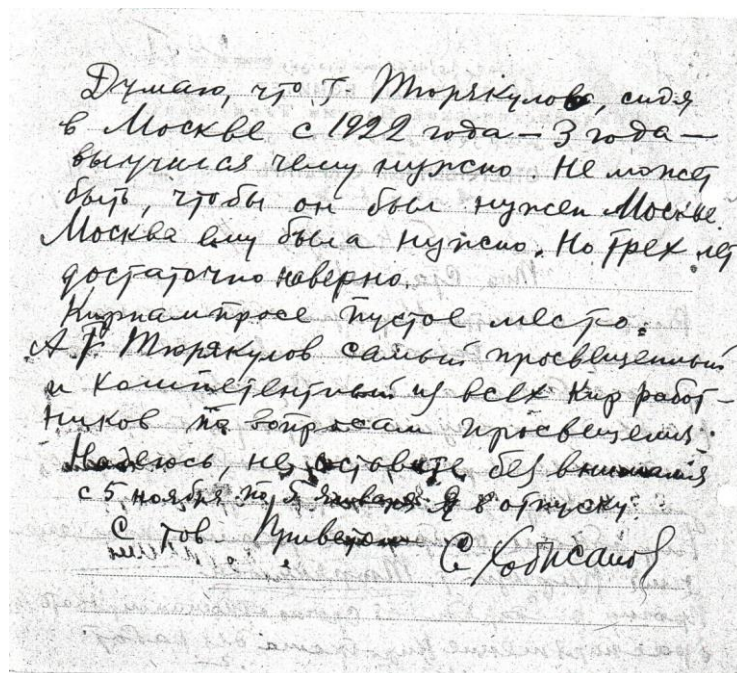 Думаю, что т. Тюрякулов, сидя
в Москве с 1922 года – 3 года –
выучился чему нужно Не может
быть, чтобы он был нужен Москве.
Москва ему была нужно. Но трех лет
достаточно наверно.
Кирнампросе пустое место.
А т. Тюрякулов самый просвещенный
и компетентный из всех Кир работ-
ников по вопросам просвещения.
Надеюсь, не оставите без внимания
с 5 ноября по 5 января я в отпуску.
С тов Приветом
С. Ходжанов